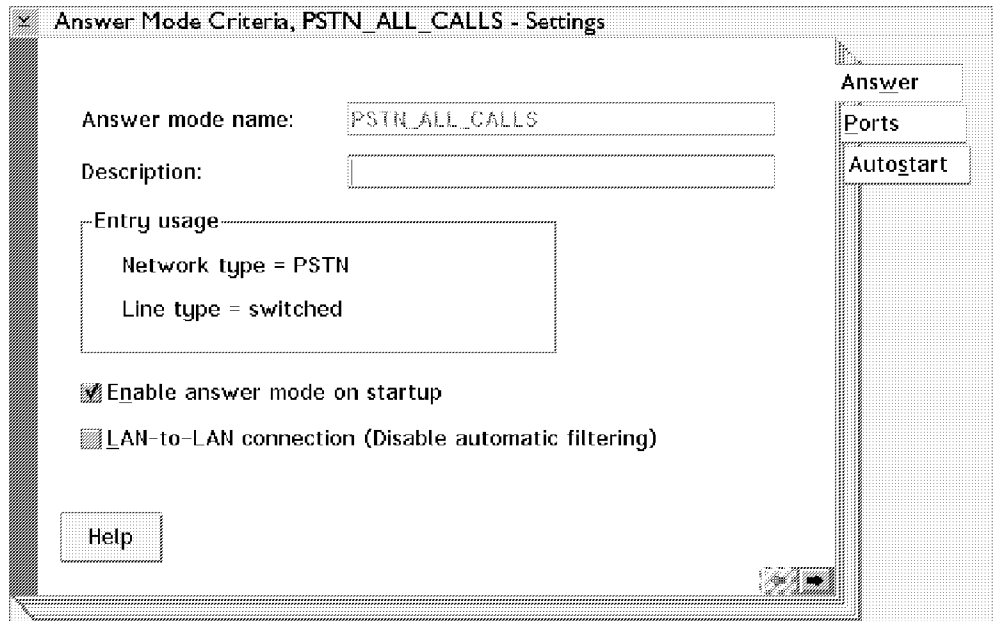 Answer Mode Criteria, PSTN_ALL_CALLS - Settings
Answer
Ports
Autostart
Answer mode name: PSTN_ALL_CALLS
Description:
Entry usage
Network type = PSTN
Line type = switched
Enable answer mode on startup
LAN-to-LAN connection (Disable automatic filtering)
Help